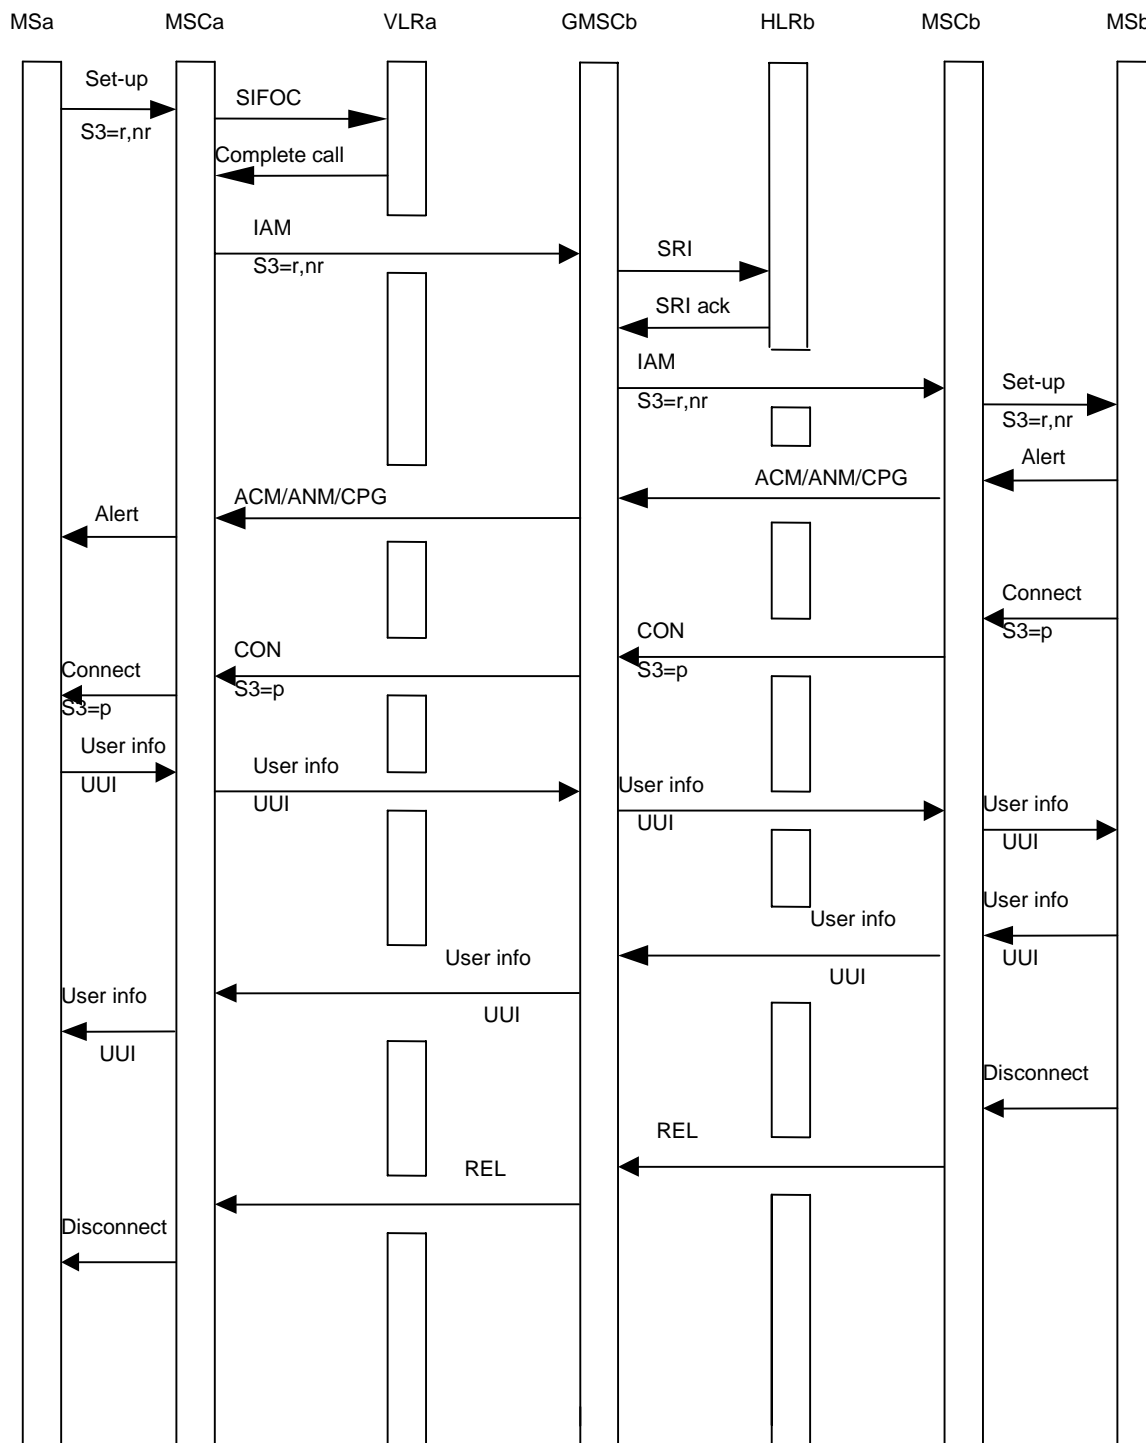 MSa MSCa VLRa GMSCb HLRb MSCb MSb
Set-up
SIFOC
S3=r,nr
Complete call
IAM
S3=r,nr
SRI
SRI ack
IAM
S3=r,nr
Set-up
S3=r,nr
Alert
ACM/ANM/CPG
ACM/ANM/CPG
Alert
Connect
S3=p
CON
S3=p
CON
S3=p
Connect
S3=p
User info
UUI
User info
UUI
User info
UUI
User info
UUI
User info
UUI
User info
UUI
User info
UUI
User info
UUI
Disconnect
REL
REL
Disconnect